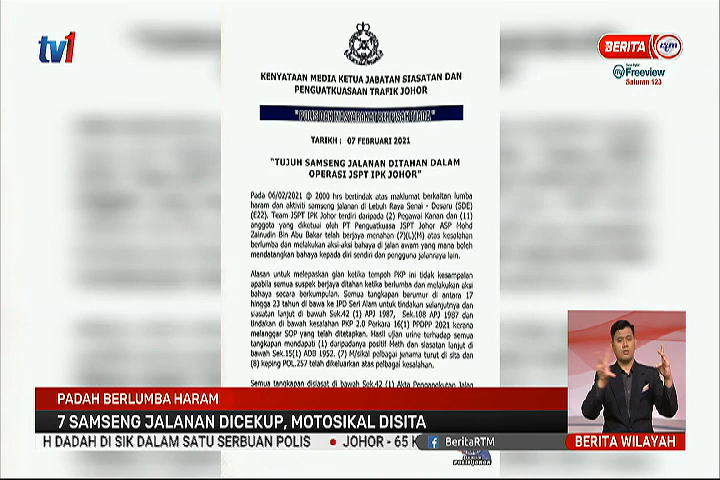 tv1
BERITA rtm
Freeview
Saluran 123
KENYATAAN MEDIA KETUA JABATAN SIASATAN DAN
PENGUATKUASAAN TRAFIK JOHOR
TARIKH : 07 FEBRUARI 2021
"TUJUH SAMSENG JALANAN DITAHAN DALAM
OPERASI JSPT IPK JOHOR"
Pada 06/02/2021 @ 2000 hrs bertindak atas maklumat berkaitan lumba
haram dan aktiviti samseng jalanan di Lebuh Raya Senai - Desaru (SDE)
(E22). Team JSPT IPK Johor terdiri daripada (2) Pegawai Kanan dan (11)
anggota yang diketuai oleh PT Penguatkuasa JSPT Johor ASP Mohd
Zainudin Bin Abu Bakar telah berjaya menahan (7)(L)(M) atas kesalahan
berlumba dan melakukan aksi-aksi bahaya di jalan awam yang mana boleh
mendatangkan bahaya kepada diri sendiri dan pengguna jalanraya lain.
Alasan untuk melepaskan gian ketika tempoh PKP ini tidak kesampaian
apabila semua suspek berjaya ditahan ketika berlumba dan melakukan aksi
bahaya secara berkumpulan. Semua tangkapan berumur di antara 17
hingga 23 tahun di bawa ke IPD Seri Alam untuk tindakan selanjutnya dan
siasatan lanjut di bawah Sek.42 (1) APJ 1987, Sek.108 APJ 1987 dan
tindakan di bawah kesalahan PKP 2.0 Perkara 16(1) PPDPP 2021 kerana
melanggar SOP yang telah ditetapkan. Hasil ujian urine terhadap semua
tangkapan mendapati (1) daripadanya positif Meth dan siasatan lanjut di
bawah Sek.15(1) ADB 1952. (7) M/sikal pelbagai jenama turut di sita dan
(8) keping POL.257 telah dikeluarkan atas pelbagai kesalahan.
Semua tangkapan disiasat di bawah Sek.42 (1) Akta Pengangkutan Jalan
PADAH BERLUMBA HARAM
7 SAMSENG JALANAN DICEKUP, MOTOSIKAL DISITA
H DADAH DI SIK DALAM SATU SERBUAN POLIS • JOHOR - 65 K
BeritaRTM
BERITA WILAYAH